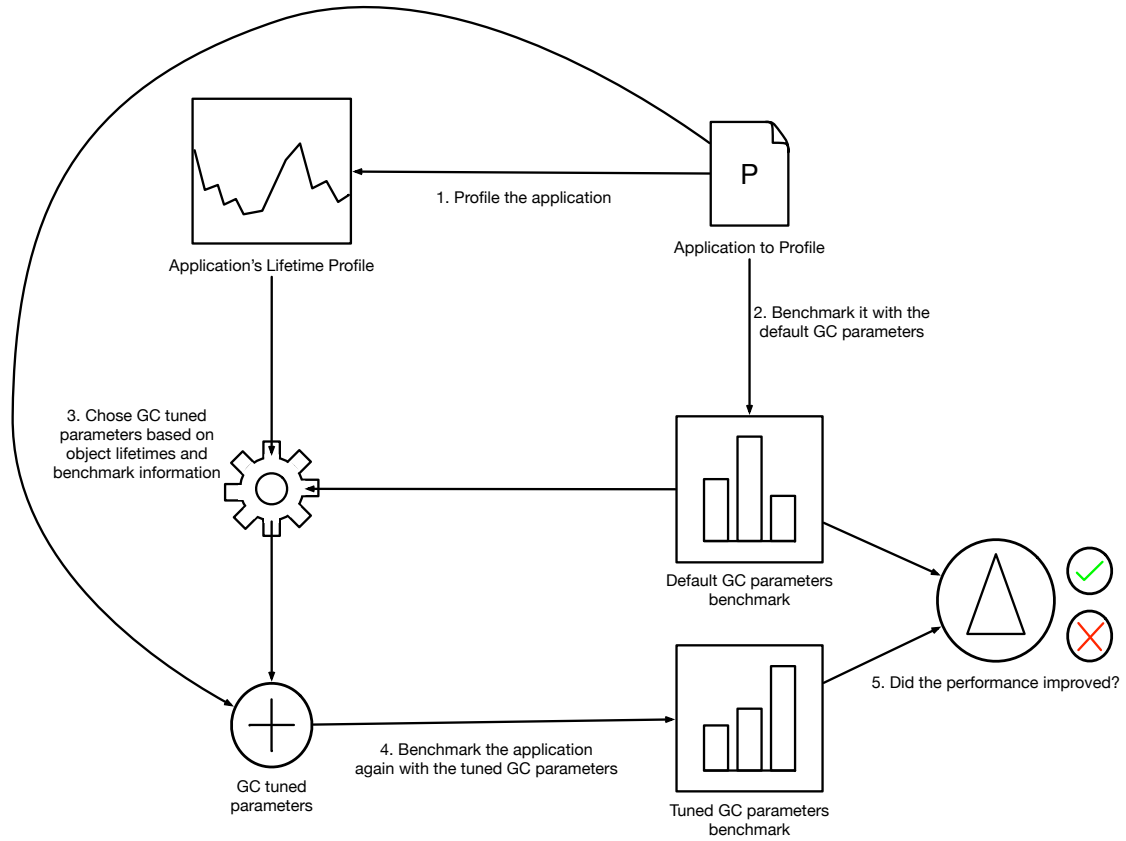 P
1. Profile the application
Application's Lifetime Profile
Application to Profile
2. Benchmark it with the
default GC parameters
3. Chose GC tuned
parameters based on
object lifetimes and
benchmark information
Default GC parameters
benchmark
5. Did the performance improved?
4. Benchmark the application
again with the tuned GC parameters
GC tuned
parameters
Tuned GC parameters
benchmark